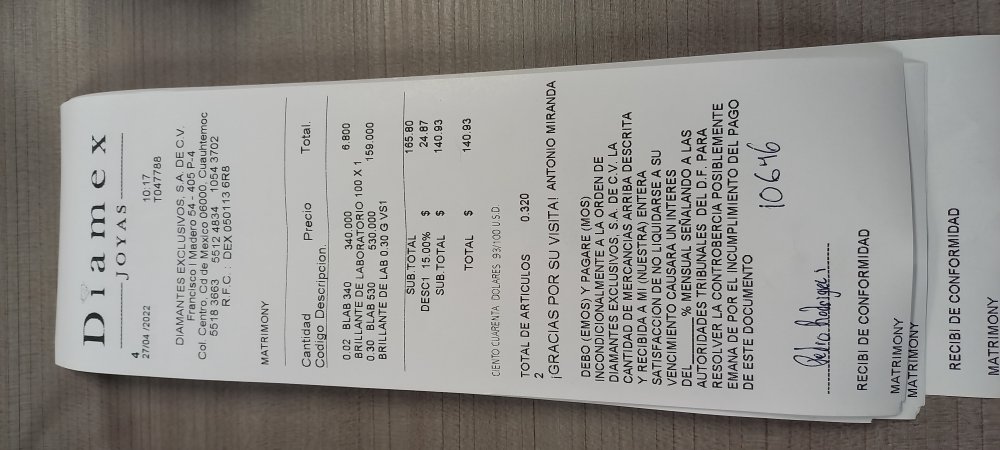 Diamex
JOYAS
4
27/04 /2022 10:17
T047788
DIAMANTES EXCLUSIVOS, S.A. DE C.V.
Francisco I Madero 54 - 405 P-4
Col. Centro, Cd de Mexico 06000, Cuauhtemoc
5518 3663 5512 4834 1054 3702
R.F.C. : DEX 050113 6R8
MATRIMONY
Cantidad Precio Total.
Codigo Descripcion
0.02 BLAB 340 340.000 6.800
BRILLANTE DE LABORATORIO 100 X 1
0.30 BLAB 530 530.000 159.000
BRILLANTE DE LAB 0.30 G VS1
SUB.TOTAL 165.80
DESC1 15.00% $ 24.87
SUB.TOTAL $ 140.93
TOTAL $ 140.93
CIENTO CUARENTA DOLARES 93/100 U.S.D.
TOTAL DE ARTICULOS 0.320
2
¡GRACIAS POR SU VISITA! ANTONIO MIRANDA
DEBO (DEMOS) Y PAGARE (MOS)
INCONDICIONALMENTE A LA ORDEN DE
DIAMANTES EXCLUSIVOS, S.A. DE C.V. LA
CANTIDAD DE MERCANCIAS ARRIBA DESCRITA
Y RECIBIDA A MI (NUESTRA) ENTERA
SATISFACCION DE NO LIQUIDARSE A SU
VENCIMIENTO CAUSARA UN INTERES
DEL____% MENSUAL SEÑALANDO A LAS
AUTORIDADES TRIBUNALES DEL D.F. PARA
RESOLVER LA CONTROBERCIA POSIBLEMENTE
EMANA DE POR EL INCUMPLIMIENTO DEL PAGO
DE ESTE DOCUMENTO
10646
RECIBI DE CONFORMIDAD
MATRIMONY
MATRIMONY
RECIBI DE CONFORMIDAD
MATRIMONY